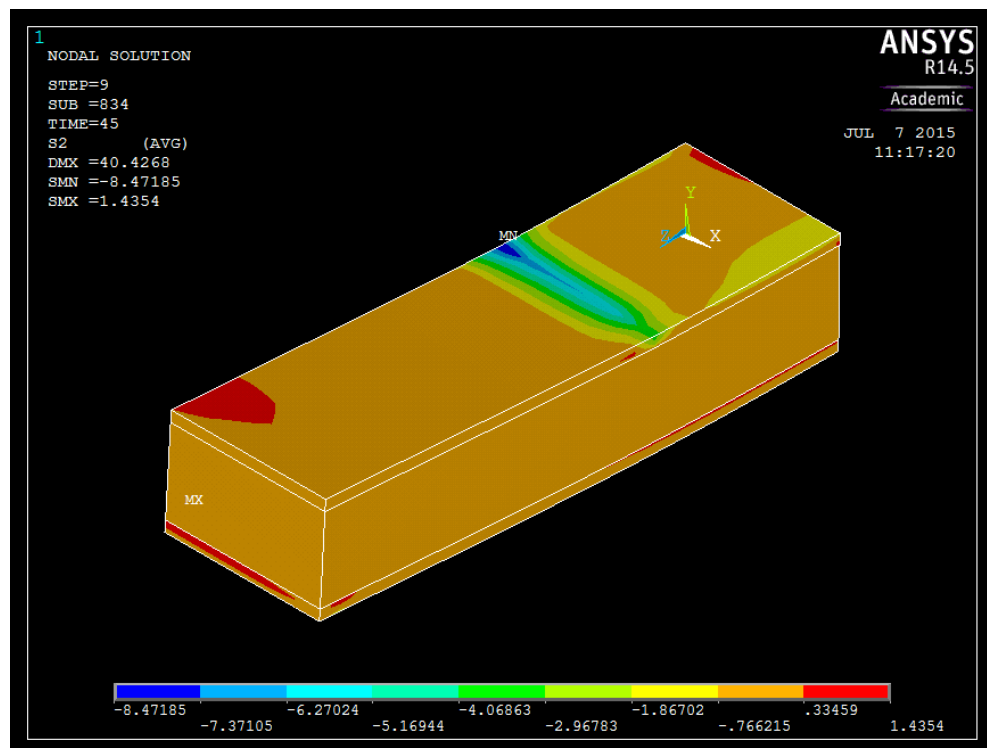 1
NODAL SOLUTION
STEP=9
SUB =834
TIME=45
S2 (AVG)
DMX =40.4268
SMN =-8.47185
SMX =1.4354
ANSYS
R14.5
Academic
JUL 7 2015
11:17:20
Y
MN
Z X
MX
-8.47185 -6.27024 -4.06863 -1.86702 .33459
-7.37105 -5.16944 -2.96783 -.766215 1.4354